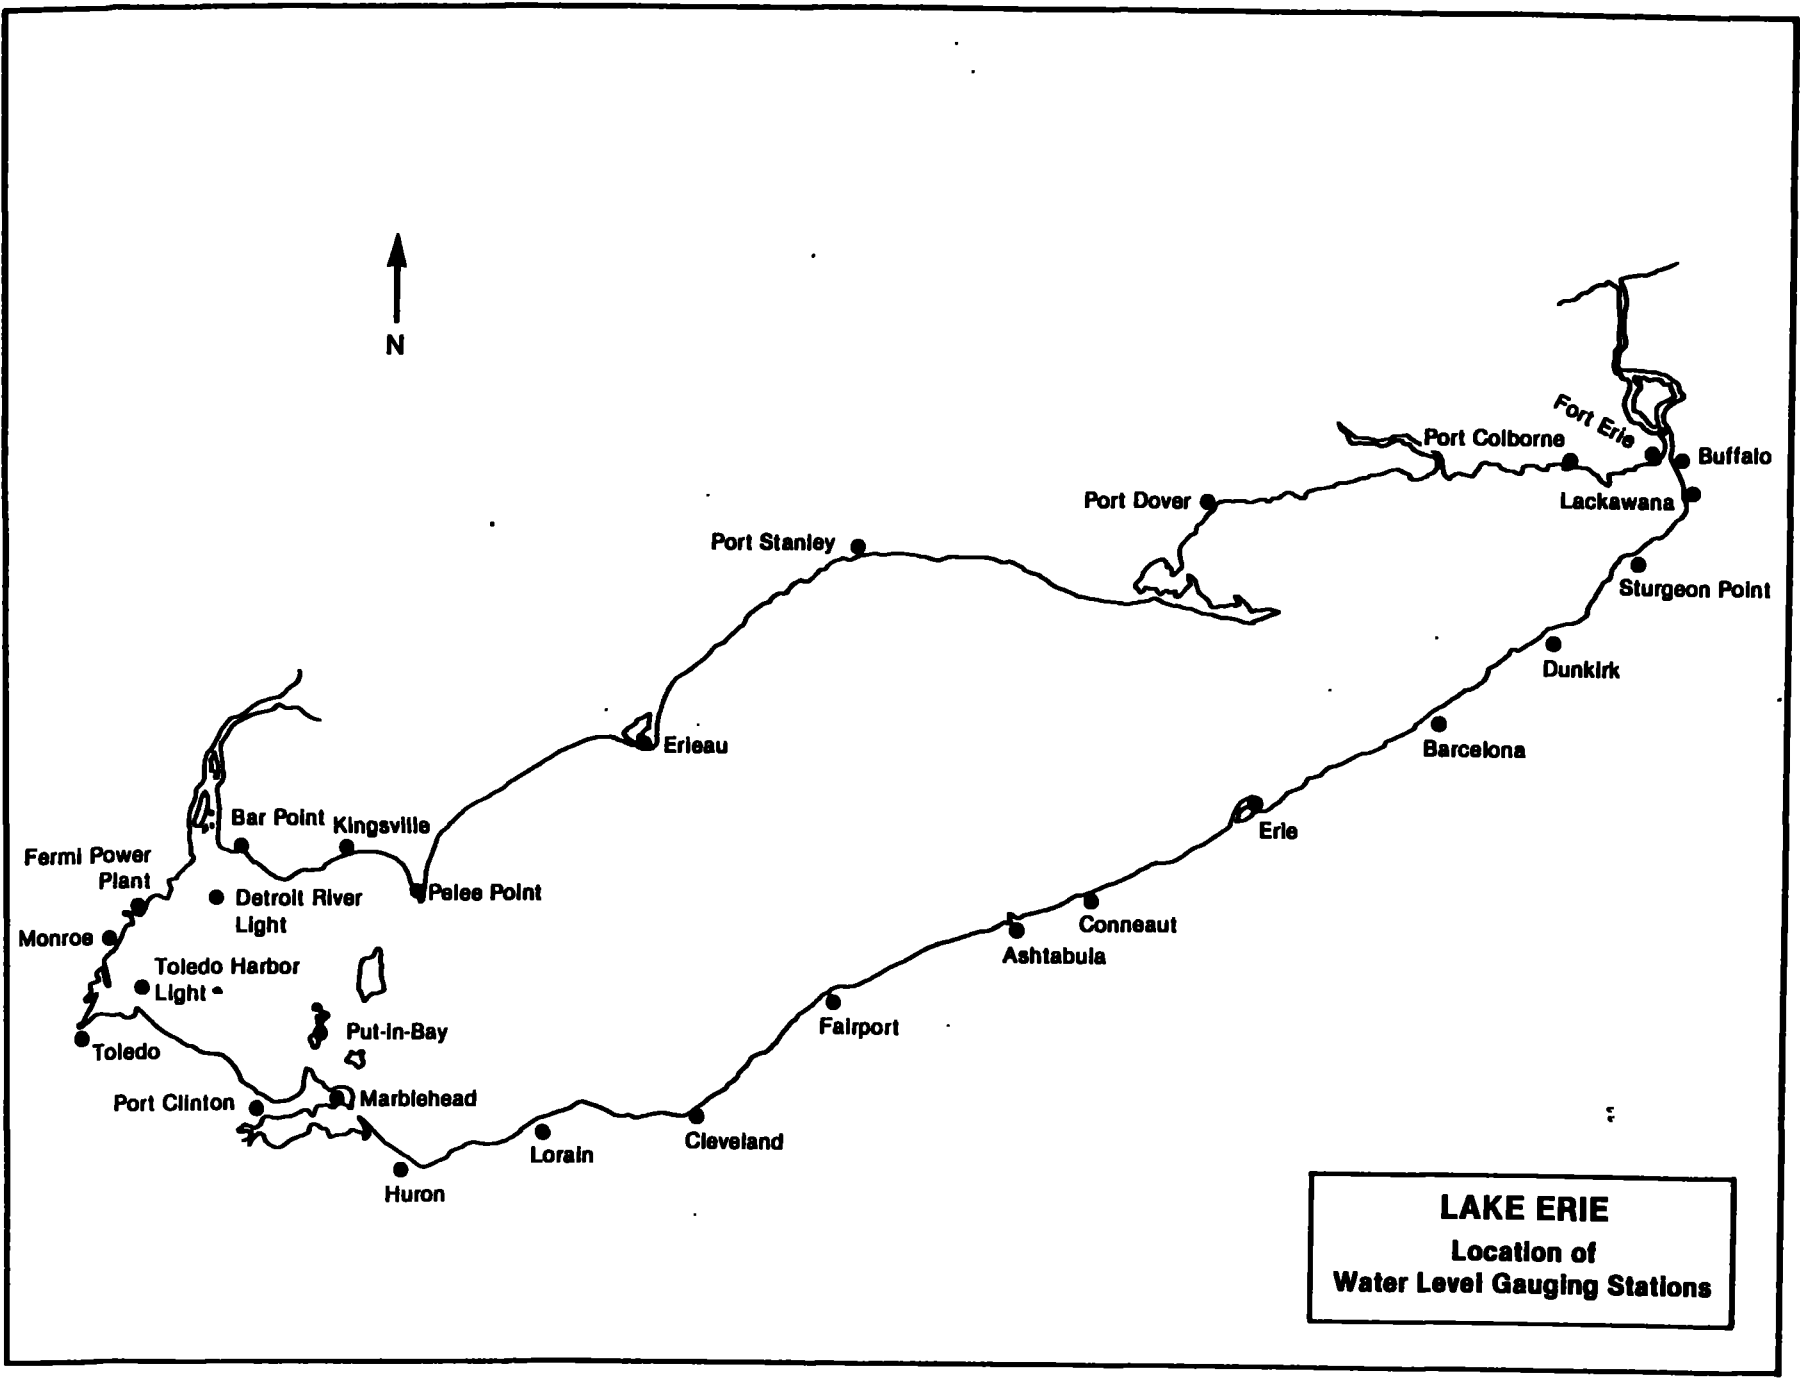 N
Fort Erie
Port Colborne
Buffalo
Lackawana
Port Dover
Port Stanley
Sturgeon Point
Dunkirk
Erieau
Barcelona
Bar Point
Kingsville
Erie
Fermi Power
Plant
Pelee Point
Detroit River
Light
Conneaut
Monroe
Ashtabula
Toledo Harbor
Light
Fairport
Put-in-Bay
Toledo
Port Clinton
Marblehead
Cleveland
Lorain
Huron
LAKE ERIE
Location of
Water Level Gauging Stations